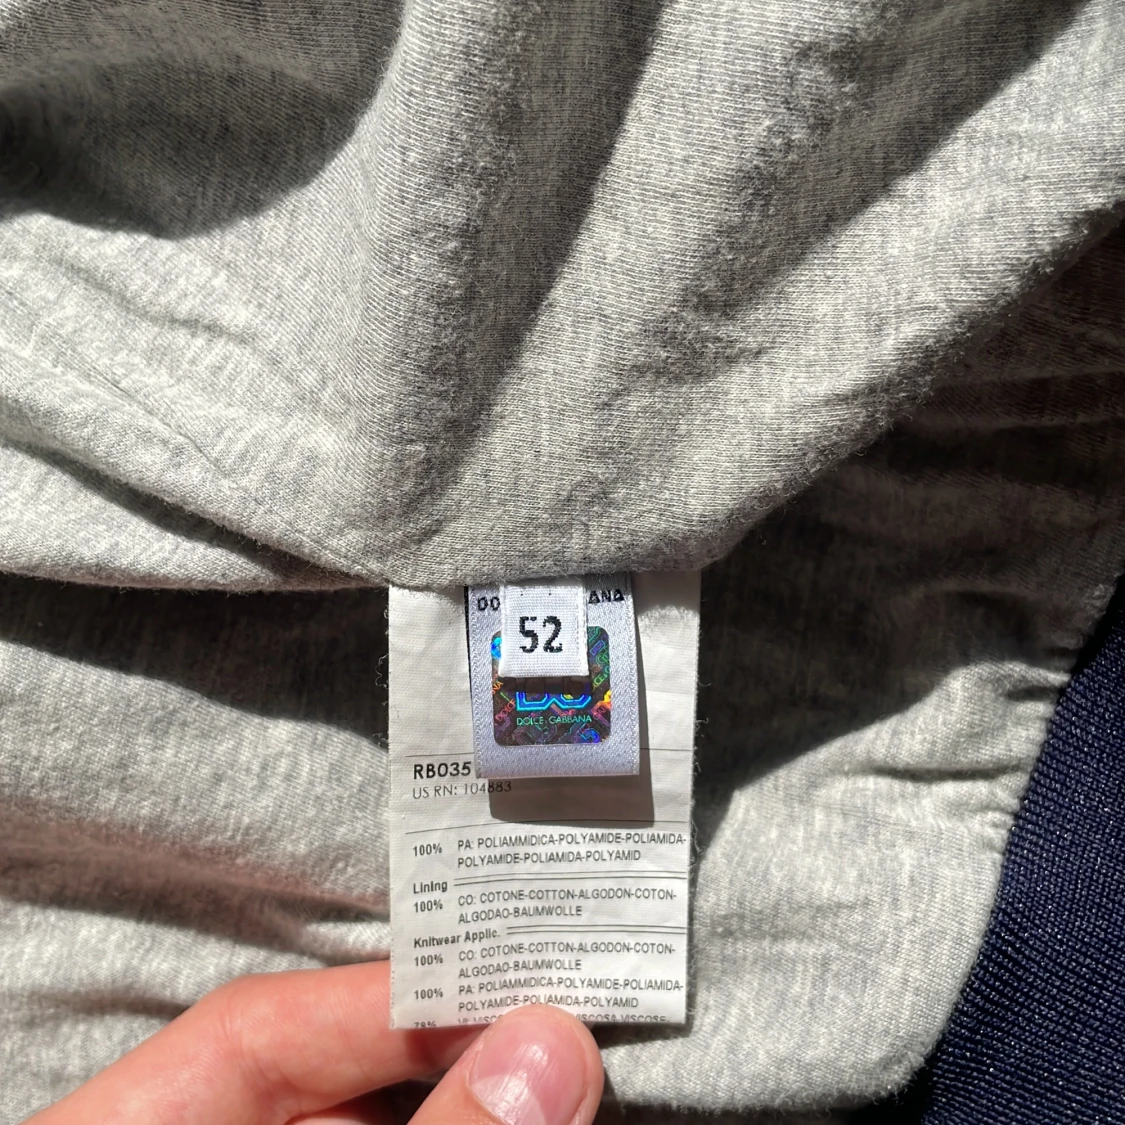 52
DOLCE GABBANA
RB035
US RN: 104883
100% PA: POLIAMMIDICA-POLYAMIDE-POLIAMIDA-
POLYAMIDE-POLIAMIDA-POLYAMID
Lining
100% CO: COTONE-COTTON-ALGODON-COTON-
ALGODAO-BAUMWOLLE
Knitwear Applic.
100% CO: COTONE-COTTON-ALGODON-COTON-
ALGODAO-BAUMWOLLE
100% PA: POLIAMMIDICA-POLYAMIDE-POLIAMIDA-
POLYAMIDE-POLIAMIDA-POLYAMID
78%